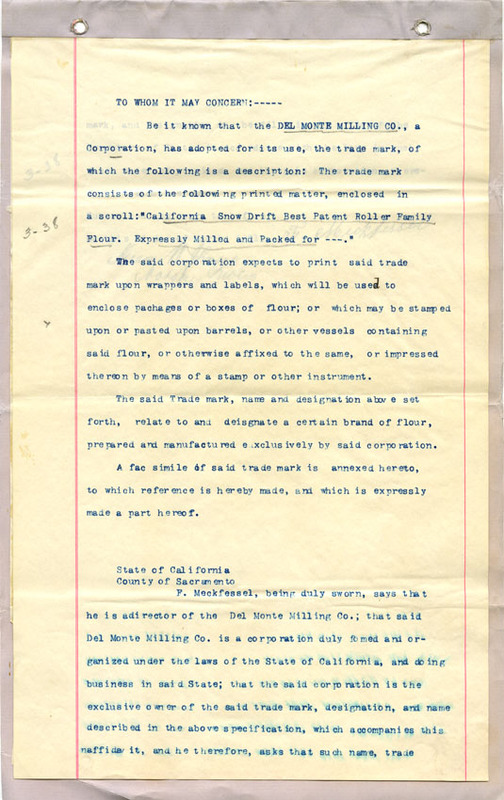 TO WHOM IT MAY CONCERN:-----
Be it known that the DEL MONTE MILLING CO., a
Corporation, has adopted for its use, the trade mark, of
which the following is a description: The trade mark
consists of the following printed matter, enclosed in
a scroll:"California Snow Drift Best Patent Roller Family
Flour. Expressly Milled and Packed for ---."
The said corporation expects to print said trade
mark upon wrappers and labels, which will be used to
enclose pachages or boxes of flour; or which may be stamped
upon or pasted upon barrels, or other vessels containing
said flour, or otherwise affixed to the same, or impressed
thereon by means of a stamp or other instrument.
The said Trade mark, name and designation above set
forth, relate to and deisgnate a certain brand of flour,
prepared and manufactured exclusively by said corporation.
A fac simile of said trade mark is annexed hereto,
to which reference is hereby made, and which is expressly
made a part hereof.
State of California
County of Sacramento
F. Meckfessel, being duly sworn, says that
he is adirector of the Del Monte Milling Co.; that said
Del Monte Milling Co. is a corporation duly fomed and or-
ganized under the laws of the State of California, and doing
business in said State; that the said corporation is the
exclusive owner of the said trade mark, designation, and name
described in the above specification, which accompanies this
naffidavit, and he therefore, asks that such name, trade
3-38
3-38